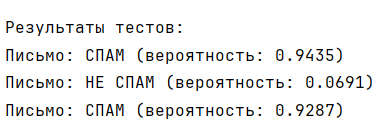 Результаты тестов:
Письмо: СПАМ (вероятность: 0.9435)
Письмо: НЕ СПАМ (вероятность: 0.0691)
Письмо: СПАМ (вероятность: 0.9287)